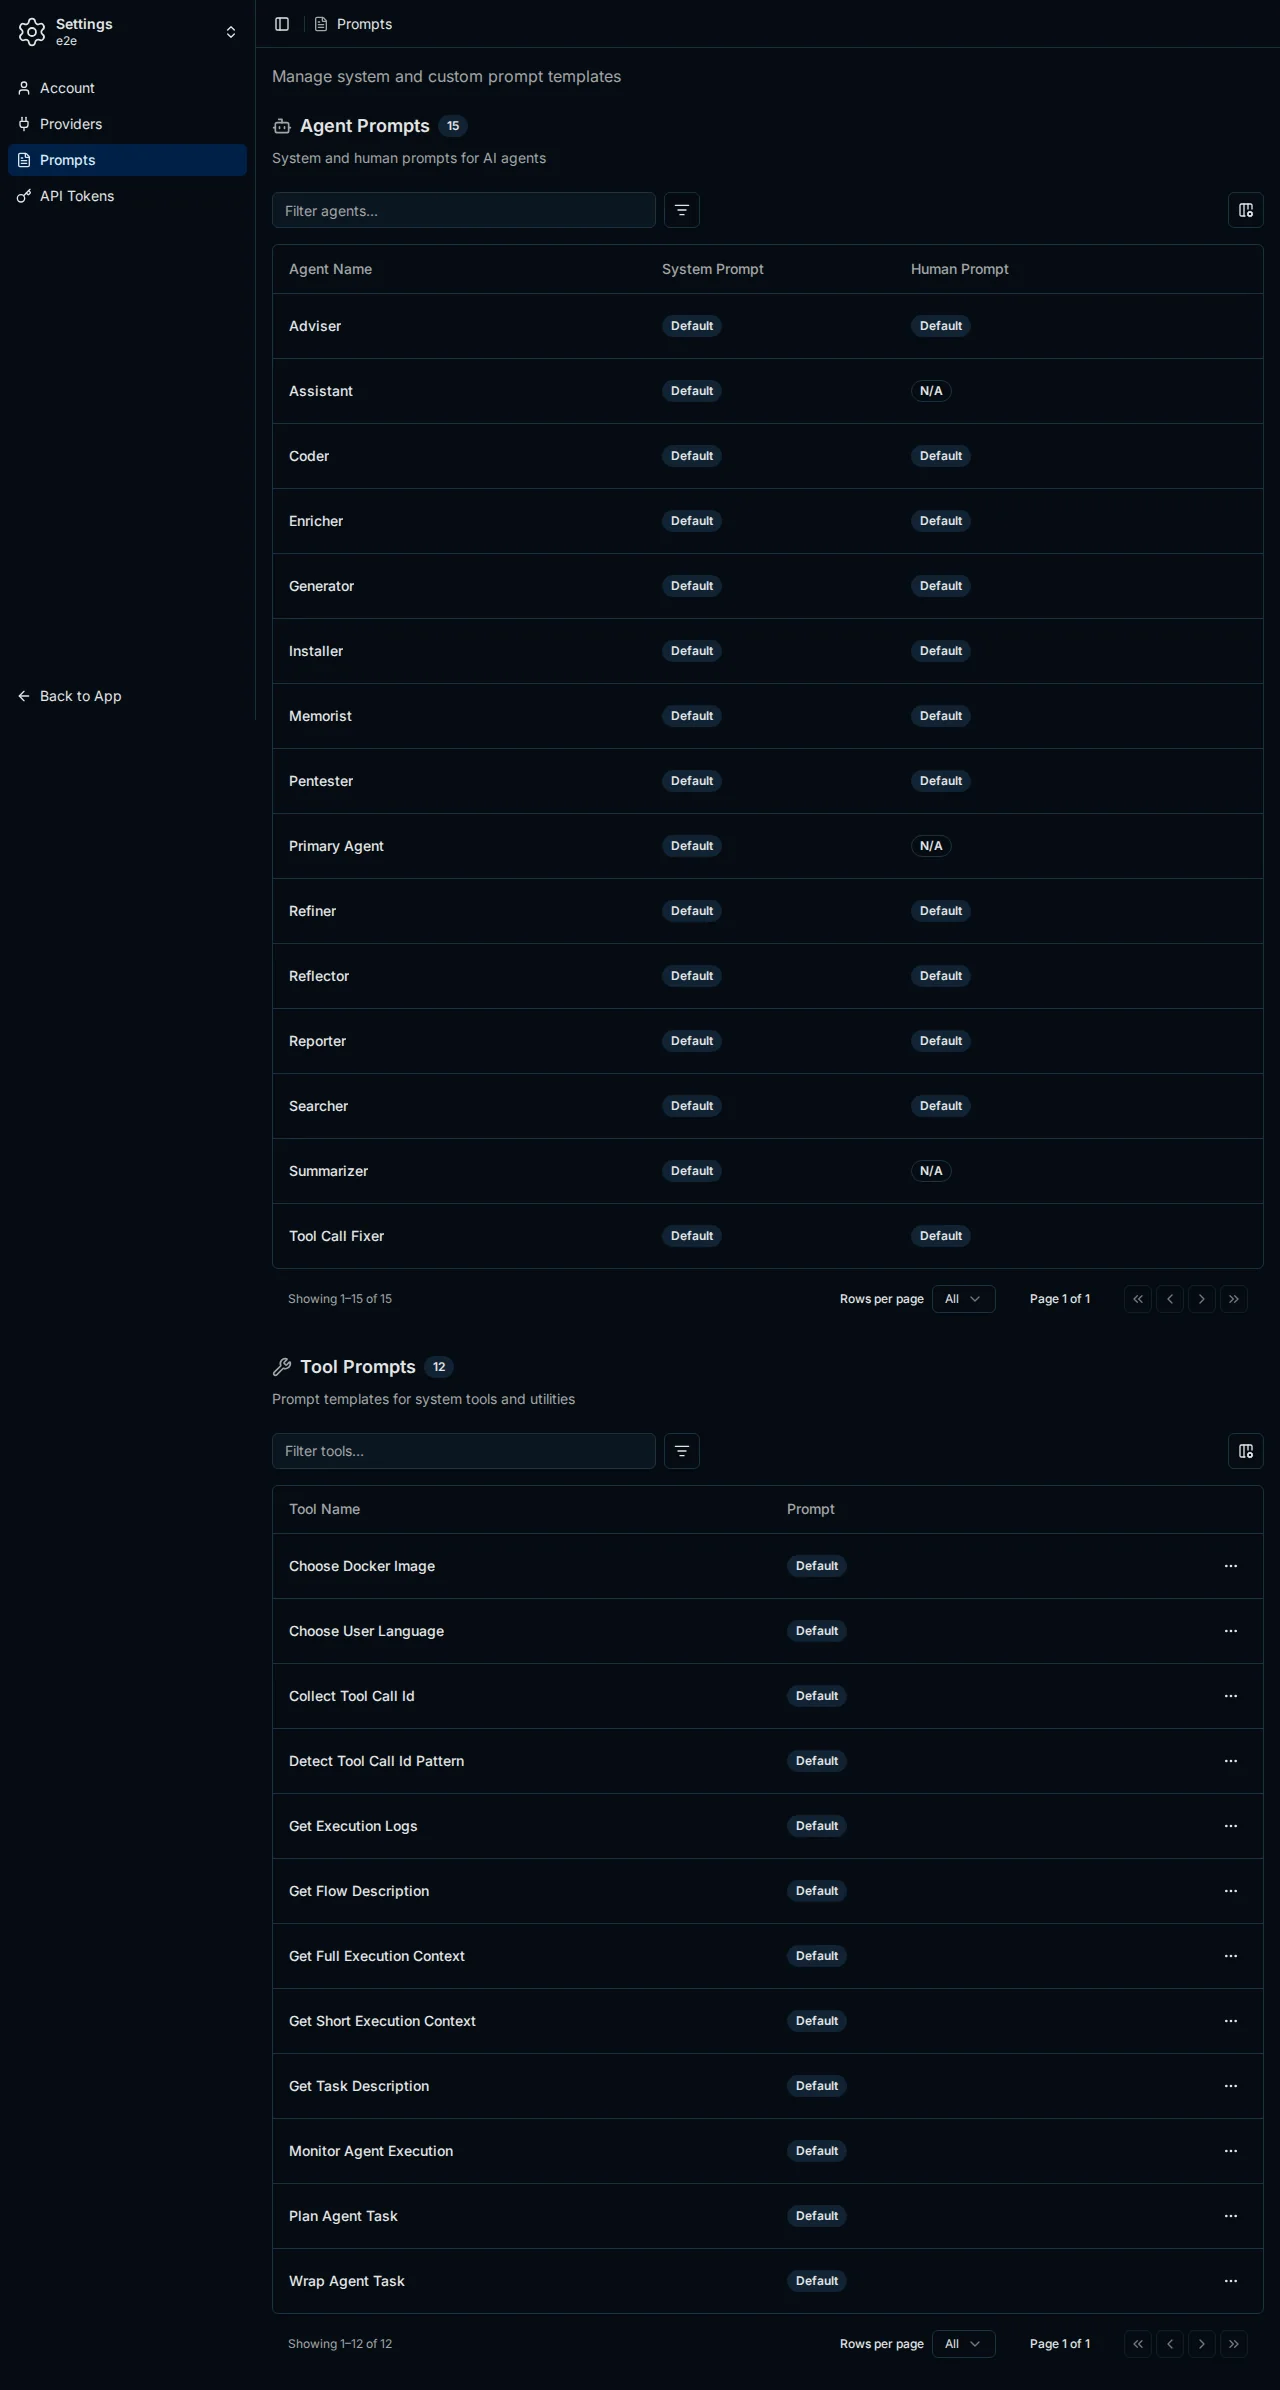 Settings
e2e
Account
Providers
Prompts
API Tokens
Back to App
Prompts
Manage system and custom prompt templates
Agent Prompts 15
System and human prompts for AI agents
Filter agents...
Agent Name System Prompt Human Prompt
Adviser Default Default
Assistant Default N/A
Coder Default Default
Enricher Default Default
Generator Default Default
Installer Default Default
Memorist Default Default
Pentester Default Default
Primary Agent Default N/A
Refiner Default Default
Reflector Default Default
Reporter Default Default
Searcher Default Default
Summarizer Default N/A
Tool Call Fixer Default Default
Showing 1–15 of 15 Rows per page All Page 1 of 1
Tool Prompts 12
Prompt templates for system tools and utilities
Filter tools...
Tool Name Prompt
Choose Docker Image Default
Choose User Language Default
Collect Tool Call Id Default
Detect Tool Call Id Pattern Default
Get Execution Logs Default
Get Flow Description Default
Get Full Execution Context Default
Get Short Execution Context Default
Get Task Description Default
Monitor Agent Execution Default
Plan Agent Task Default
Wrap Agent Task Default
Showing 1–12 of 12 Rows per page All Page 1 of 1